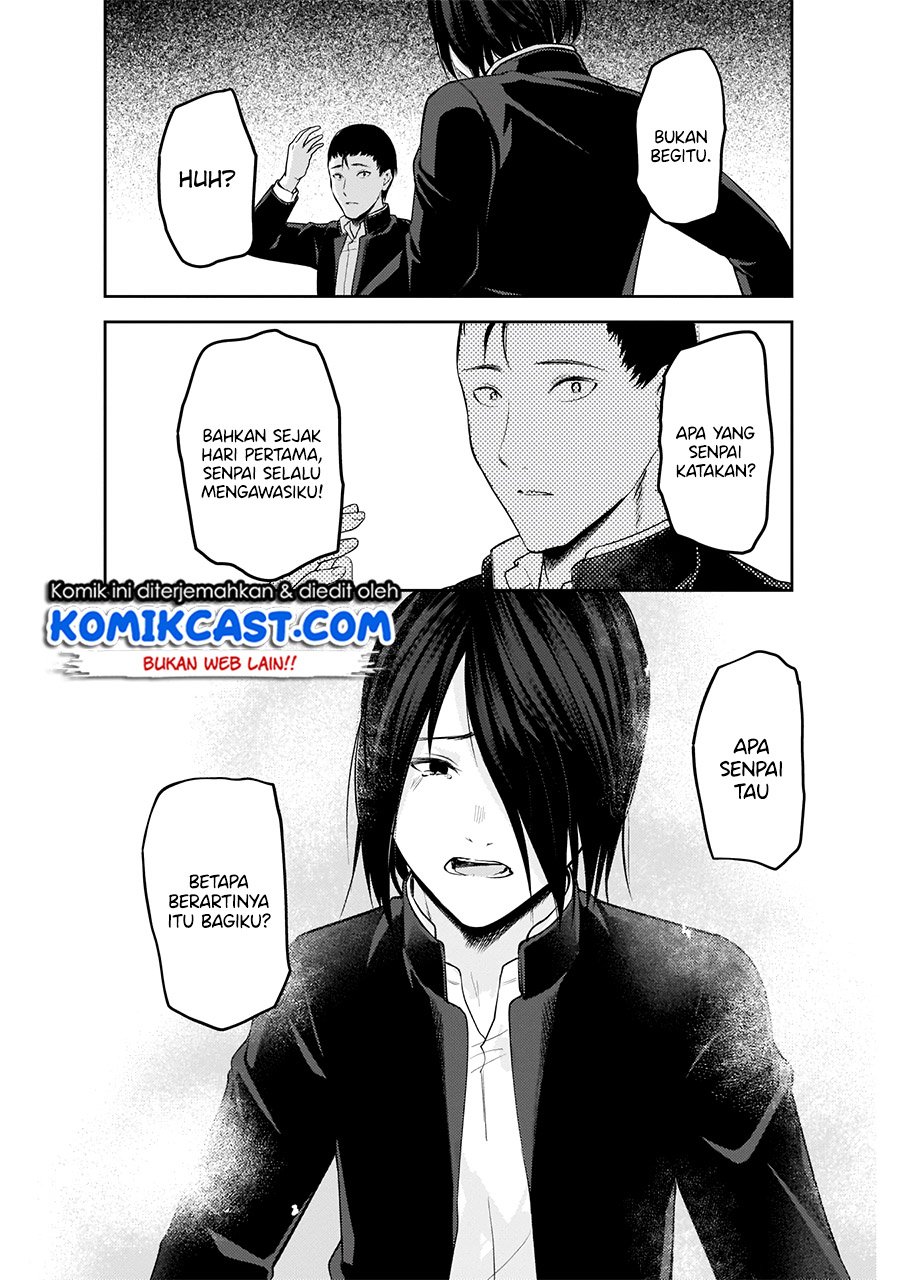 BUKAN
BEGITU.
HUH?
APA YANG
SENPAI
KATAKAN?
BAHKAN SEJAK
HARI PERTAMA,
SENPAI SELALU
MENGAWASIKU!
Komik ini diterjemahkan & diedit oleh
KOMIKCAST.COM
BUKAN WEB LAIN!!
APA
SENPAI
TAU
BETAPA
BERARTINYA
ITU BAGIKU?